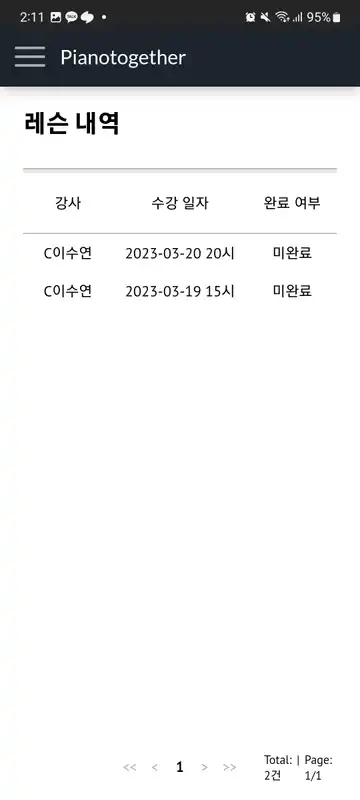 2:11 95%
Pianotogether
레슨 내역
강사 수강 일자 완료 여부
C이수연 2023-03-20 20시 미완료
C이수연 2023-03-19 15시 미완료
<< < 1 > >> Total: | Page:
2건 1/1